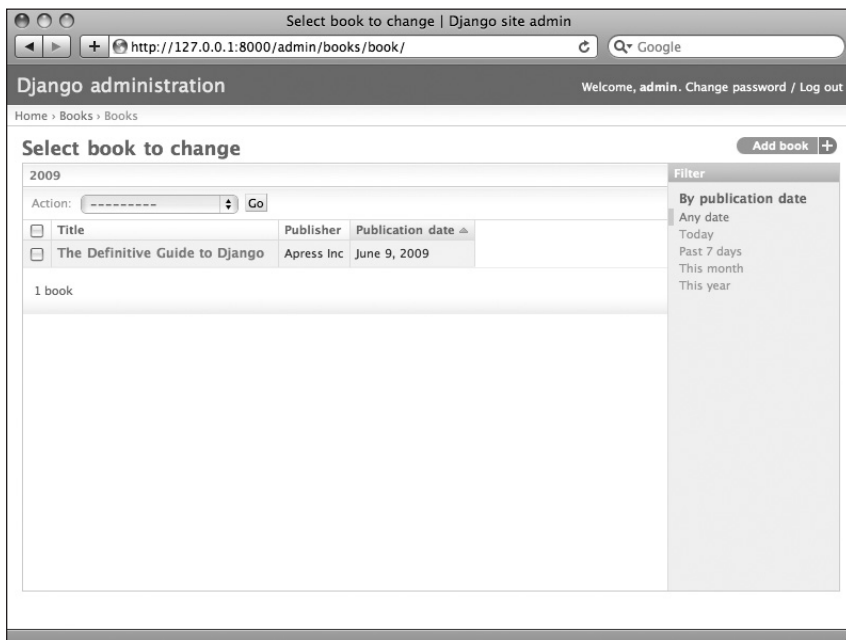 Select book to change | Django site admin
http://127.0.0.1:8000/admin/books/book/
Google
Django administration
Welcome, admin. Change password / Log out
Home › Books › Books
Select book to change
Add book +
2009
Filter
Action: --------- Go
By publication date
Any date
Today
Past 7 days
This month
This year
Title Publisher Publication date
The Definitive Guide to Django Apress Inc June 9, 2009
1 book